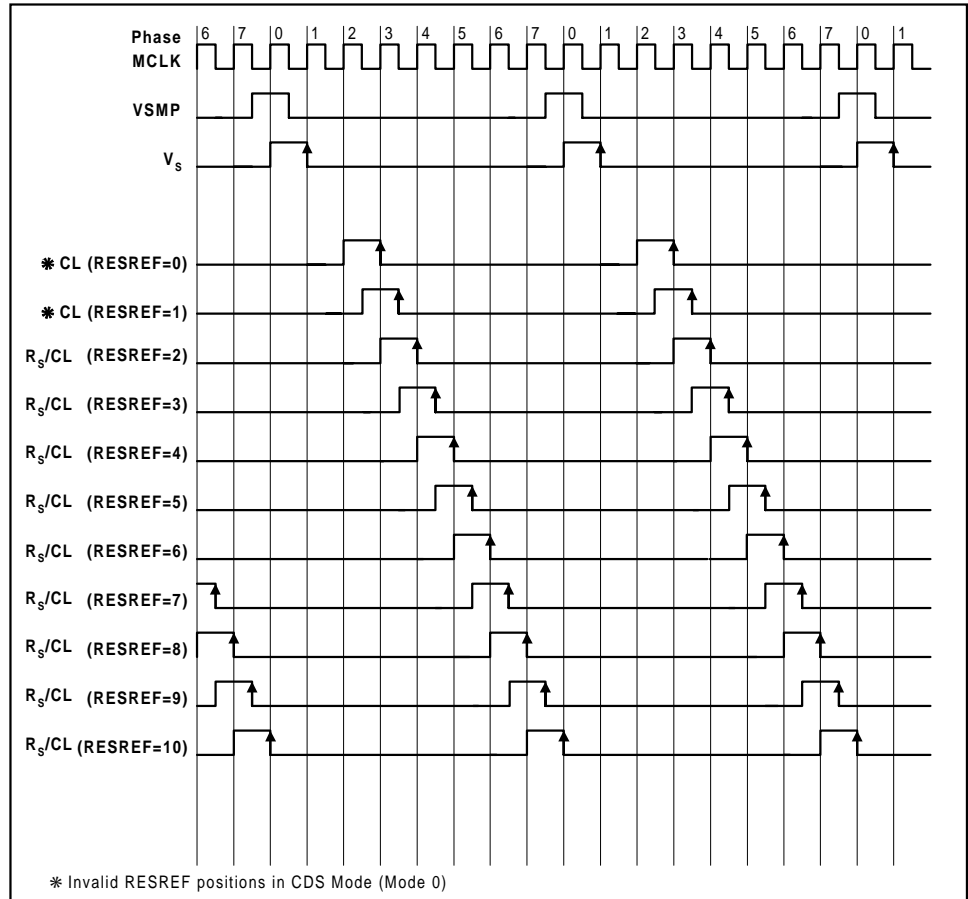 Phase 6 7 0 1 2 3 4 5 6 7 0 1 2 3 4 5 6 7 0 1
MCLK
VSMP
VS
✱ CL (RESREF=0)
✱ CL (RESREF=1)
RS/CL (RESREF=2)
RS/CL (RESREF=3)
RS/CL (RESREF=4)
RS/CL (RESREF=5)
RS/CL (RESREF=6)
RS/CL (RESREF=7)
RS/CL (RESREF=8)
RS/CL (RESREF=9)
RS/CL (RESREF=10)
✱ Invalid RESREF positions in CDS Mode (Mode 0)